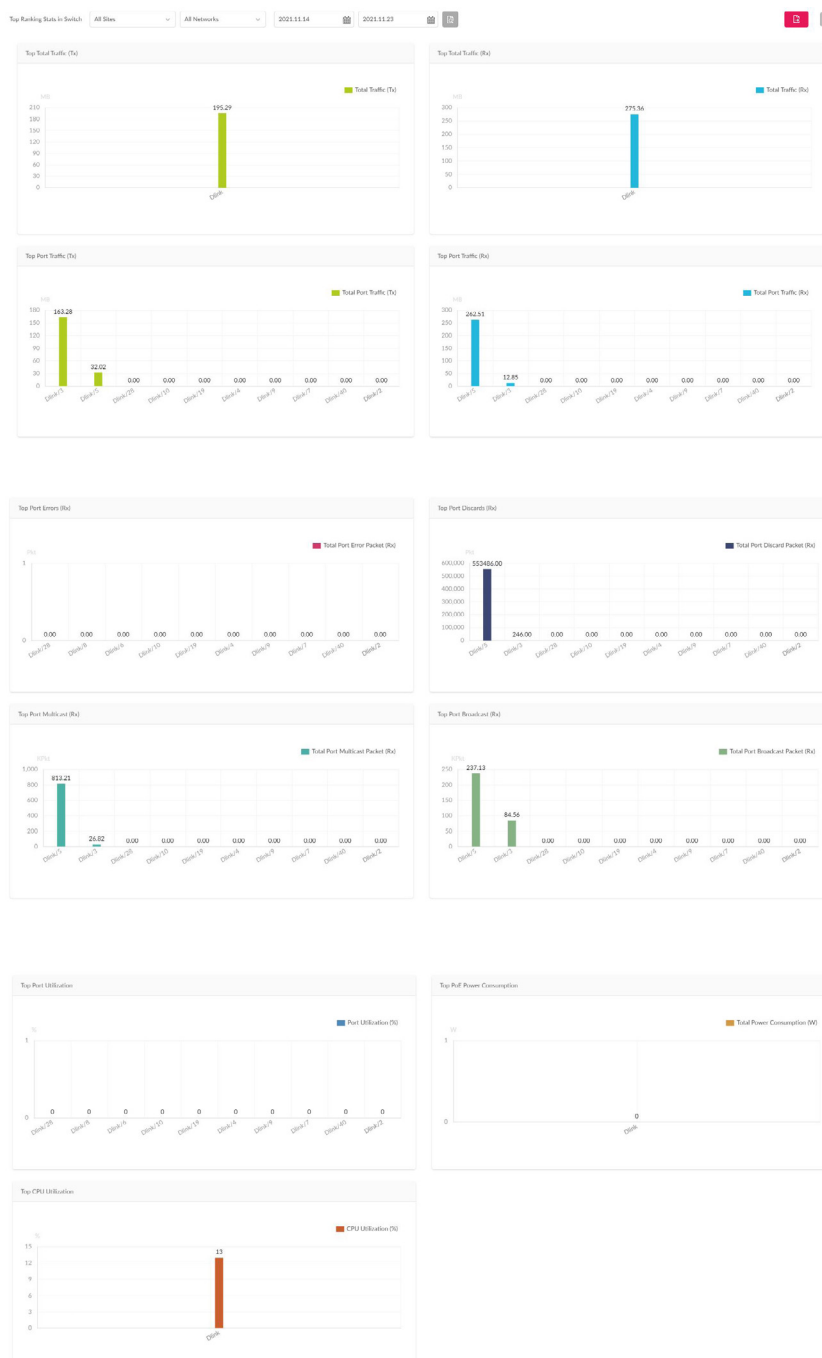 Top Ranking Stats in Switch All Sites All Networks 2021.11.14 2021.11.23
Top Total Traffic (Tx)
Total Traffic (Tx)
MB
210
180
150
120
90
60
30
0
195.29
Dlink
Top Total Traffic (Rx)
Total Traffic (Rx)
MB
300
250
200
150
100
50
0
275.36
Dlink
Top Port Traffic (Tx)
Total Port Traffic (Tx)
MB
180
150
120
90
60
30
0
163.28 32.02 0.00 0.00 0.00 0.00 0.00 0.00 0.00 0.00
Dlink/3 Dlink/5 Dlink/28 Dlink/10 Dlink/19 Dlink/4 Dlink/9 Dlink/7 Dlink/40 Dlink/2
Top Port Traffic (Rx)
Total Port Traffic (Rx)
MB
300
250
200
150
100
50
0
262.51 12.85 0.00 0.00 0.00 0.00 0.00 0.00 0.00 0.00
Dlink/5 Dlink/3 Dlink/28 Dlink/10 Dlink/19 Dlink/4 Dlink/9 Dlink/7 Dlink/40 Dlink/2
Top Port Errors (Rx)
Total Port Error Packet (Rx)
Pkt
1
0
0.00 0.00 0.00 0.00 0.00 0.00 0.00 0.00 0.00 0.00
Dlink/28 Dlink/8 Dlink/6 Dlink/10 Dlink/19 Dlink/4 Dlink/9 Dlink/7 Dlink/40 Dlink/2
Top Port Discards (Rx)
Total Port Discard Packet (Rx)
Pkt
600,000
500,000
400,000
300,000
200,000
100,000
0
553486.00 246.00 0.00 0.00 0.00 0.00 0.00 0.00 0.00 0.00
Dlink/5 Dlink/3 Dlink/28 Dlink/10 Dlink/19 Dlink/4 Dlink/9 Dlink/7 Dlink/40 Dlink/2
Top Port Multicast (Rx)
Total Port Multicast Packet (Rx)
KPkt
1,000
800
600
400
200
0
813.21 26.82 0.00 0.00 0.00 0.00 0.00 0.00 0.00 0.00
Dlink/5 Dlink/3 Dlink/28 Dlink/10 Dlink/19 Dlink/4 Dlink/9 Dlink/7 Dlink/40 Dlink/2
Top Port Broadcast (Rx)
Total Port Broadcast Packet (Rx)
KPkt
250
200
150
100
50
0
237.13 84.56 0.00 0.00 0.00 0.00 0.00 0.00 0.00 0.00
Dlink/5 Dlink/3 Dlink/28 Dlink/10 Dlink/19 Dlink/4 Dlink/9 Dlink/7 Dlink/40 Dlink/2
Top Port Utilization
Port Utilization (%)
%
1
0
0 0 0 0 0 0 0 0 0 0
Dlink/28 Dlink/8 Dlink/6 Dlink/10 Dlink/19 Dlink/4 Dlink/9 Dlink/7 Dlink/40 Dlink/2
Top PoE Power Consumption
Total Power Consumption (W)
W
1
0
0
Dlink
Top CPU Utilization
CPU Utilization (%)
%
15
12
9
6
3
0
13
Dlink